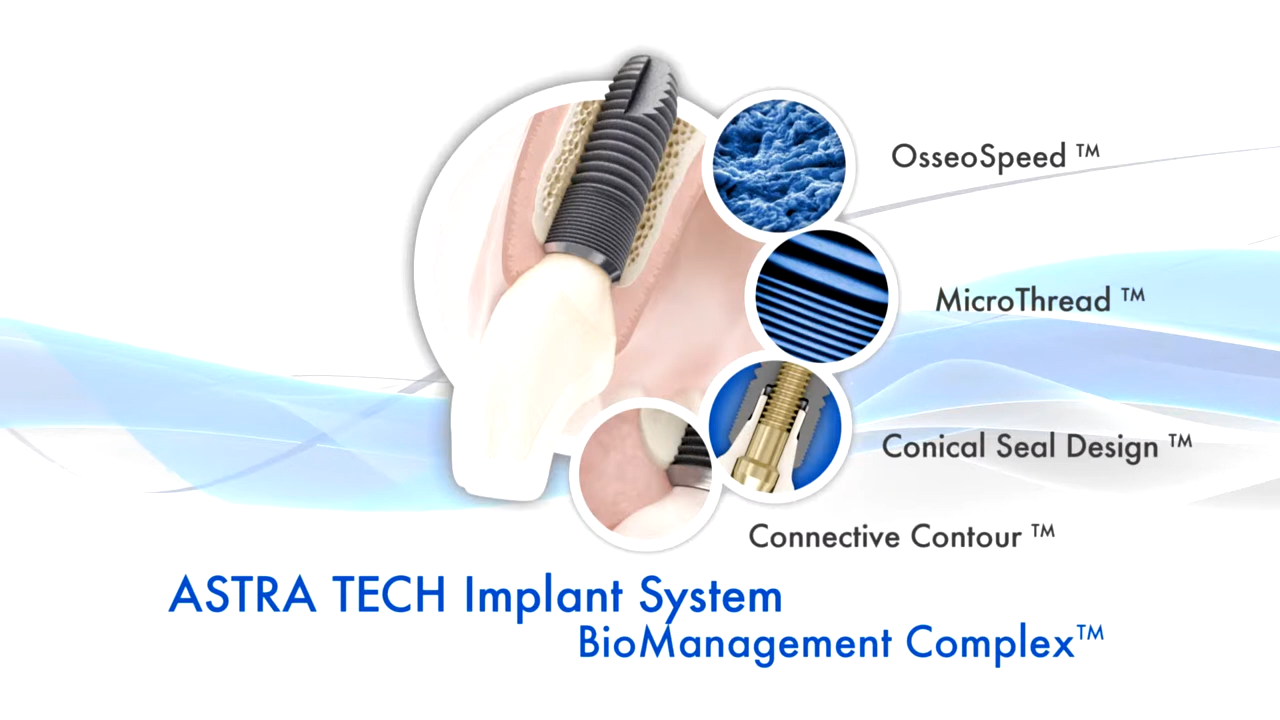 OsseoSpeed ™
MicroThread ™
Conical Seal Design ™
Connective Contour ™
ASTRA TECH Implant System
BioManagement Complex™